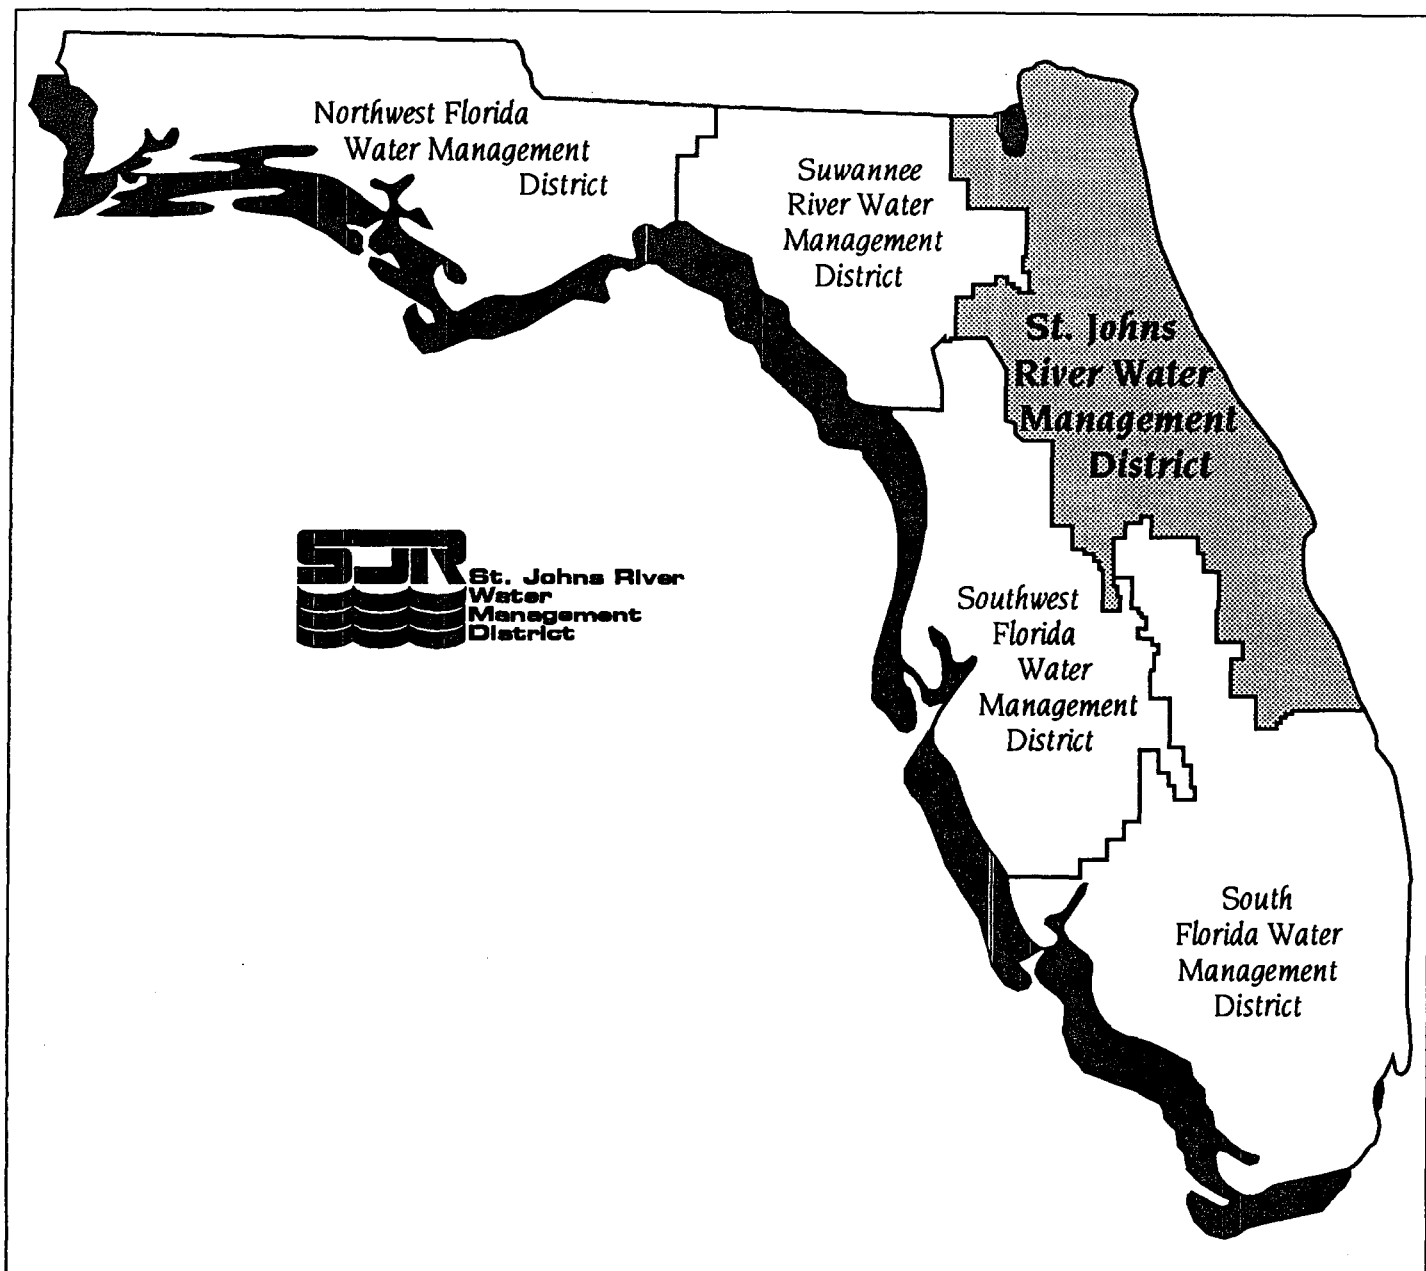 Northwest Florida
Water Management
District
Suwannee
River Water
Management
District
St. Johns
River Water
Management
District
SJR
St. Johns River
Water
Management
District
Southwest
Florida
Water
Management
District
South
Florida Water
Management
District